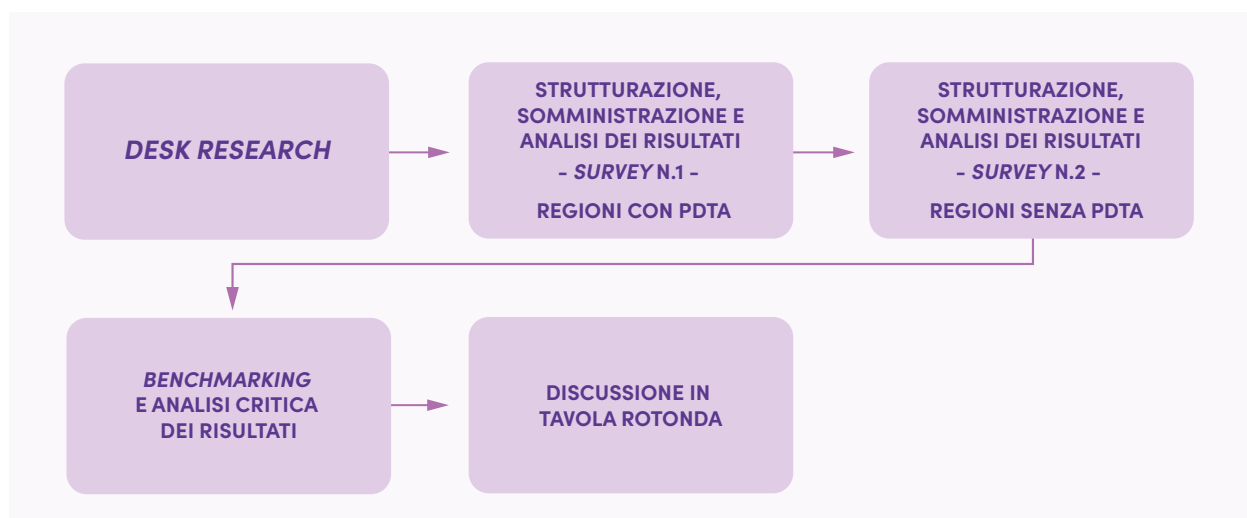 DESK RESEARCH
STRUTTURAZIONE,
SOMMINISTRAZIONE E
ANALISI DEI RISULTATI
- SURVEY N.1 -
REGIONI CON PDTA
STRUTTURAZIONE,
SOMMINISTRAZIONE E
ANALISI DEI RISULTATI
- SURVEY N.2 -
REGIONI SENZA PDTA
BENCHMARKING
E ANALISI CRITICA
DEI RISULTATI
DISCUSSIONE IN
TAVOLA ROTONDA